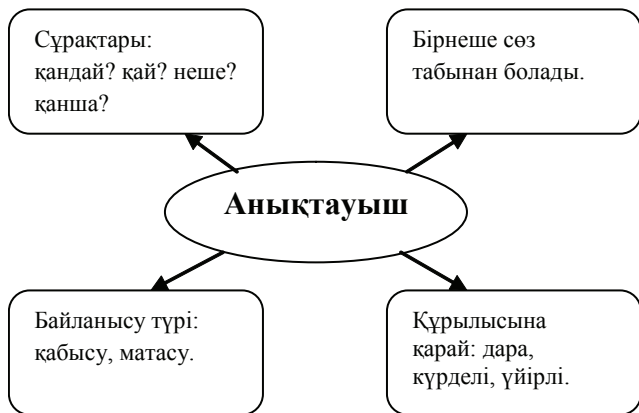 Сұрақтары:
қандай? қай? неше?
қанша?
Бірнеше сөз
табынан болады.
Анықтауыш
Байланысу түрі:
қабысу, матасу.
Құрылысына
қарай: дара,
күрделі, үйірлі.